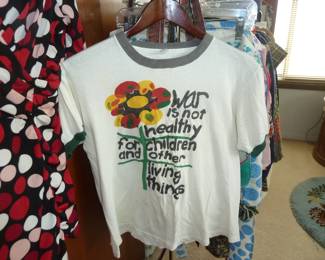 war
is not
healthy
for children
and other
living
things